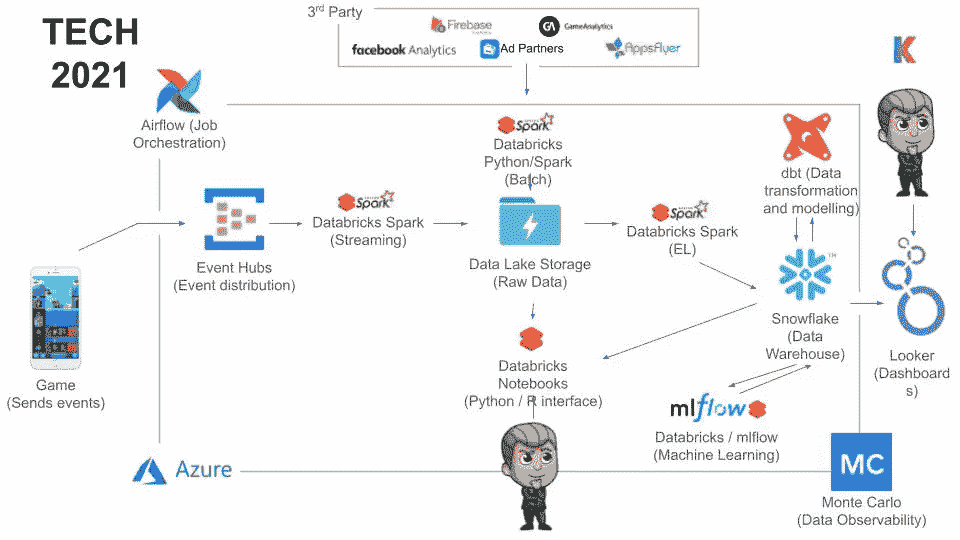 TECH
2021
3rd Party
Firebase
GameAnalytics
facebook Analytics
Ad Partners
AppsFlyer
Airflow (Job
Orchestration)
Spark
Databricks
Python/Spark
(Batch)
dbt (Data
transformation
and modelling)
Spark
Databricks Spark
(Streaming)
Spark
Databricks Spark
(EL)
Event Hubs
(Event distribution)
Data Lake Storage
(Raw Data)
TM
Snowflake
(Data
Warehouse)
Looker
(Dashboard
s)
Game
(Sends events)
Databricks
Notebooks
(Python / R interface)
mlflow
Databricks / mlflow
(Machine Learning)
Azure
MC
Monte Carlo
(Data Observability)